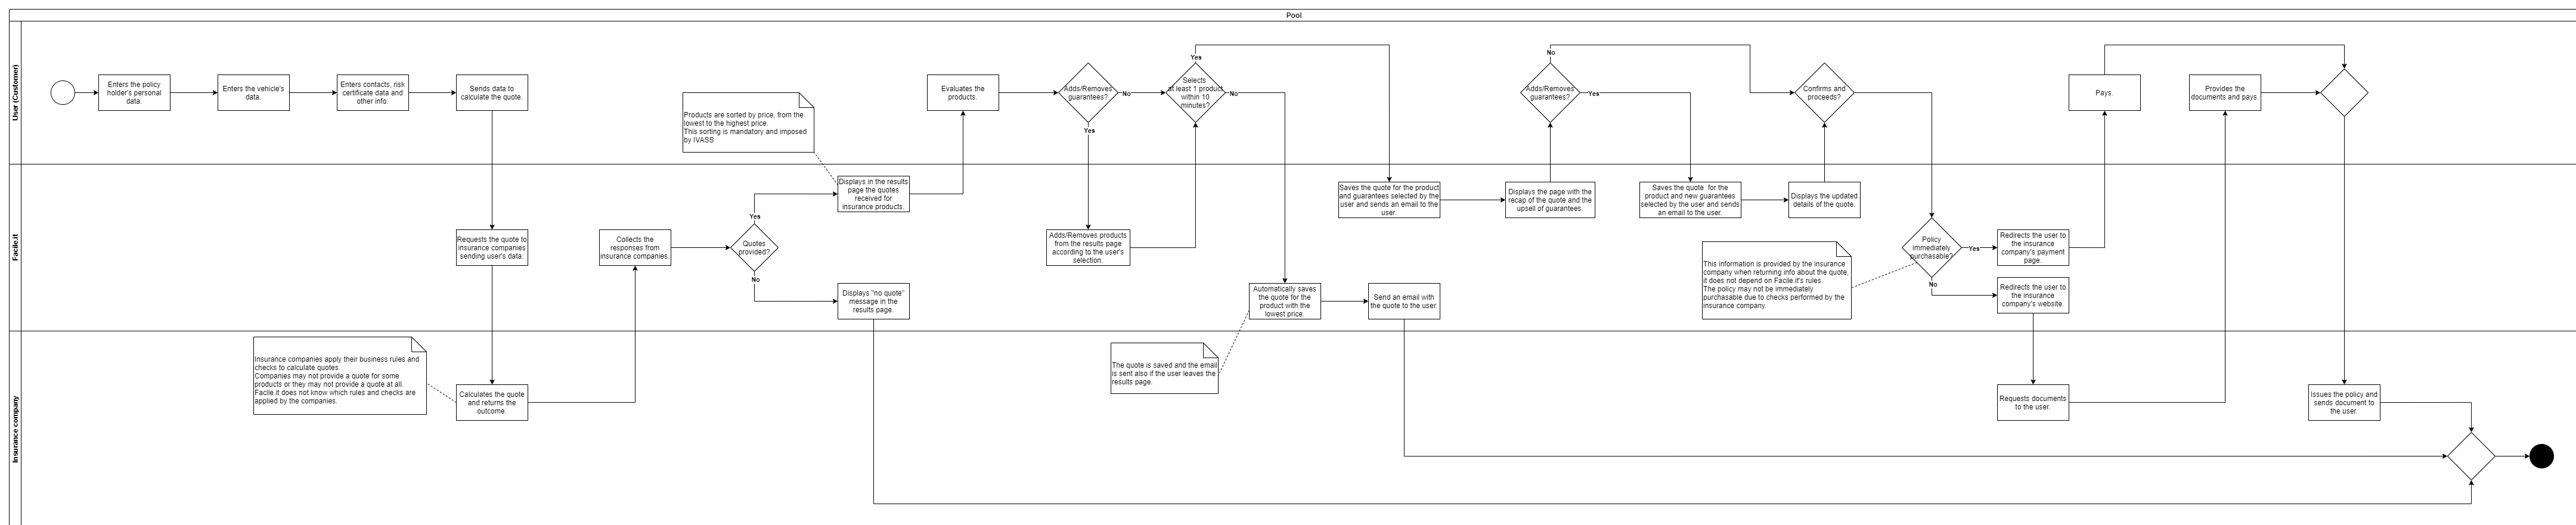 Pool
User (Customer)
Enters the policy
holder's personal
data.
Enters the vehicle's
data.
Enters contacts, risk
certificate data and
other info.
Sends data to
calculate the quote.
Products are sorted by price, from the
lowest to the highest price.
This sorting is mandatory and imposed
by IVASS
Evaluates the
products.
Adds/Removes
guarantees?
No
Yes
Yes
Selects
at least 1 product
within 10
minutes?
No
No
Adds/Removes
guarantees?
Yes
Confirms and
proceeds?
Pays.
Provides the
documents and pays.
Facile.it
Requests the quote to
insurance companies
sending user's data.
Collects the
responses from
insurance companies.
Yes
Quotes
provided?
No
Displays in the results
page the quotes
received for
insurance products.
Displays "no quote"
message in the
results page.
Adds/Removes products
from the results page
according to the user's
selection.
Automatically saves
the quote for the
product with the
lowest price.
Send an email with
the quote to the user.
Saves the quote for the product
and guarantees selected by the
user and sends an email to the
user.
Displays the page with the
recap of the quote and the
upsell of guarantees.
Saves the quote  for the
product and new guarantees
selected by the user and sends
an email to the user.
Displays the updated
details of the quote.
This information is provided by the insurance
company when returning info about the quote,
it does not depend on Facile.it's rules.
The policy may not be immediately
purchasable due to checks performed by the
insurance company.
Policy
immediately
purchasable?
Yes
No
Redirects the user to
the insurance
company's payment
page.
Redirects the user to
the insurance
company's website.
Insurance company
Insurance companies apply their business rules and
checks to calculate quotes.
Companies may not provide a quote for some
products or they may not provide a quote at all.
Facile.it does not know which rules and checks are
applied by the companies.
Calculates the quote
and returns the
outcome.
The quote is saved and the email
is sent also if the user leaves the
results page.
Requests documents
to the user.
Issues the policy and
sends document to
the user.